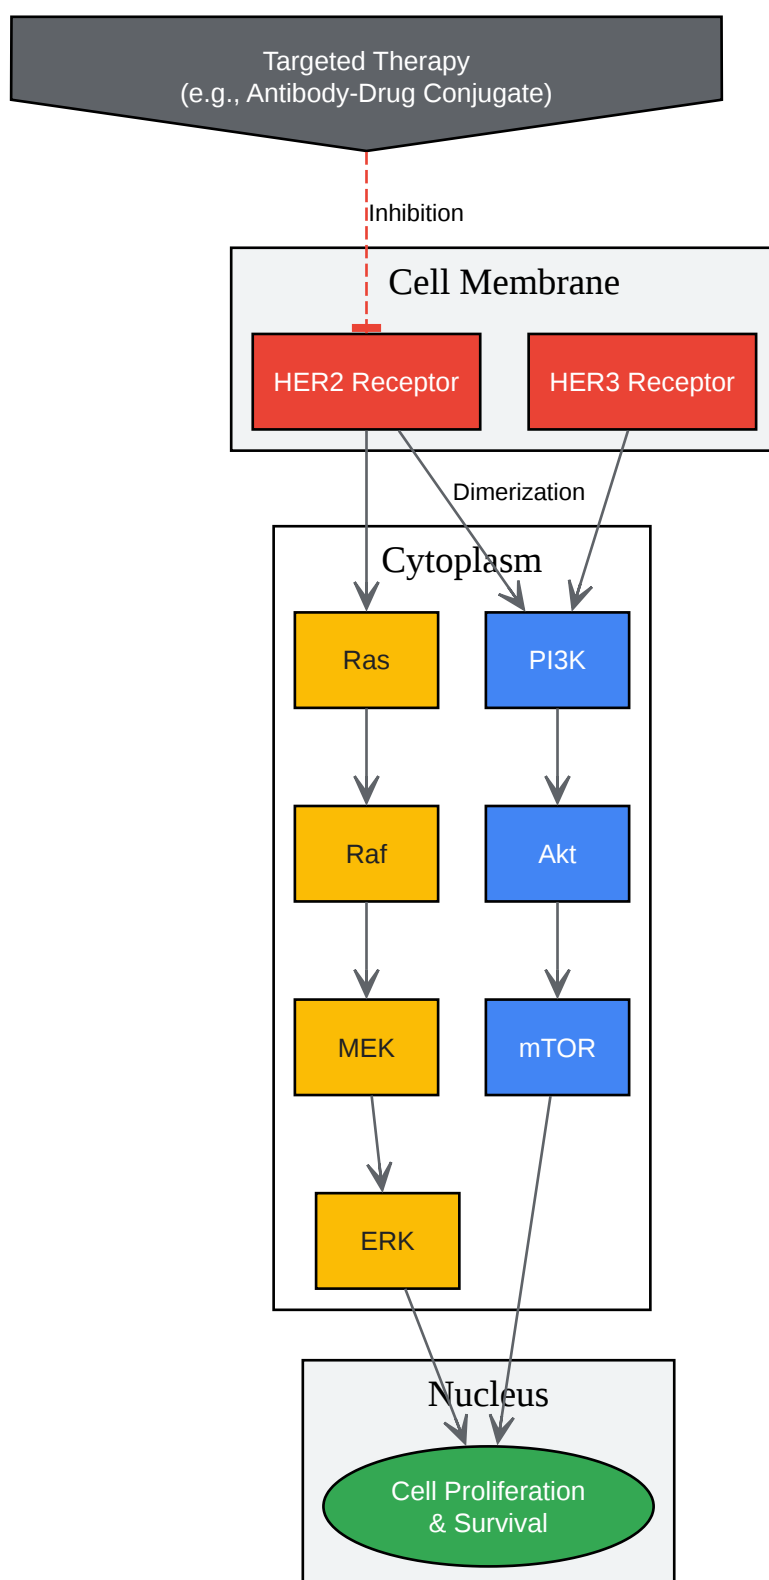 Targeted Therapy
(e.g., Antibody-Drug Conjugate)
Inhibition
Cell Membrane
HER2 Receptor
HER3 Receptor
Dimerization
Cytoplasm
Ras
PI3K
Raf
Akt
MEK
mTOR
ERK
Nucleus
Cell Proliferation
& Survival